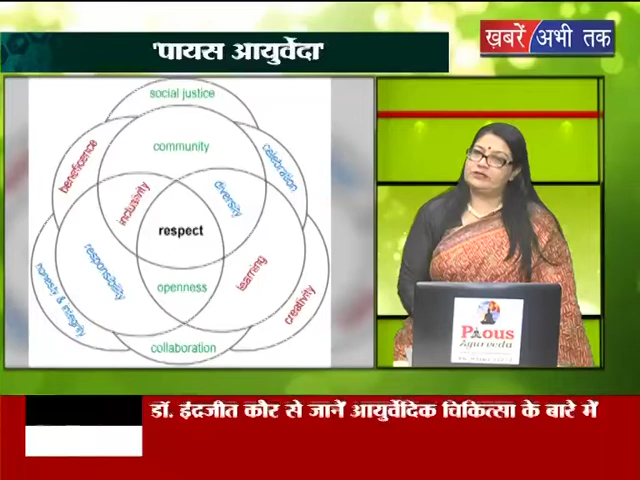 'पायस आयुर्वेदा'
ख़बरें अभी तक
social justice
community
beneficence
celebration
inclusivity
diversity
respect
responsibility
learning
openness
honesty & integrity
creativity
collaboration
Pious
Ayurveda
डॉ. इंद्रजीत कौर से जानें आयुर्वेदिक चिकित्सा के बारे में